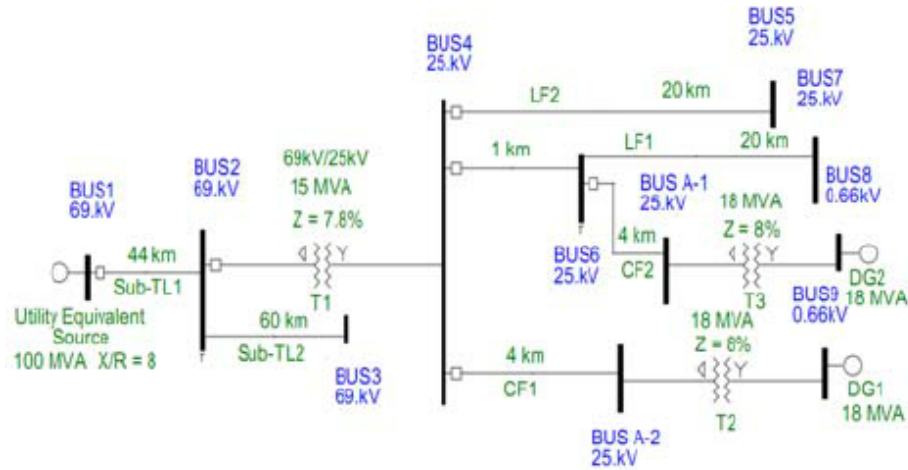 BUS1
69.kV
44 km
Sub-TL1
Utility Equivalent
Source
100 MVA X/R = 8
BUS2
69.kV
60 km
Sub-TL2
BUS3
69.kV
69kV/25kV
15 MVA
Z = 7.8%
T1
BUS4
25.kV
LF2
20 km
BUS5
25.kV
1 km
LF1
20 km
BUS7
25.kV
BUS6
25.kV
4 km
CF2
BUS A-1
25.kV
18 MVA
Z = 8%
T3
BUS8
0.66kV
DG2
18 MVA
4 km
CF1
BUS A-2
25.kV
18 MVA
Z = 8%
T2
BUS9
0.66kV
DG1
18 MVA
Y
Y
Y